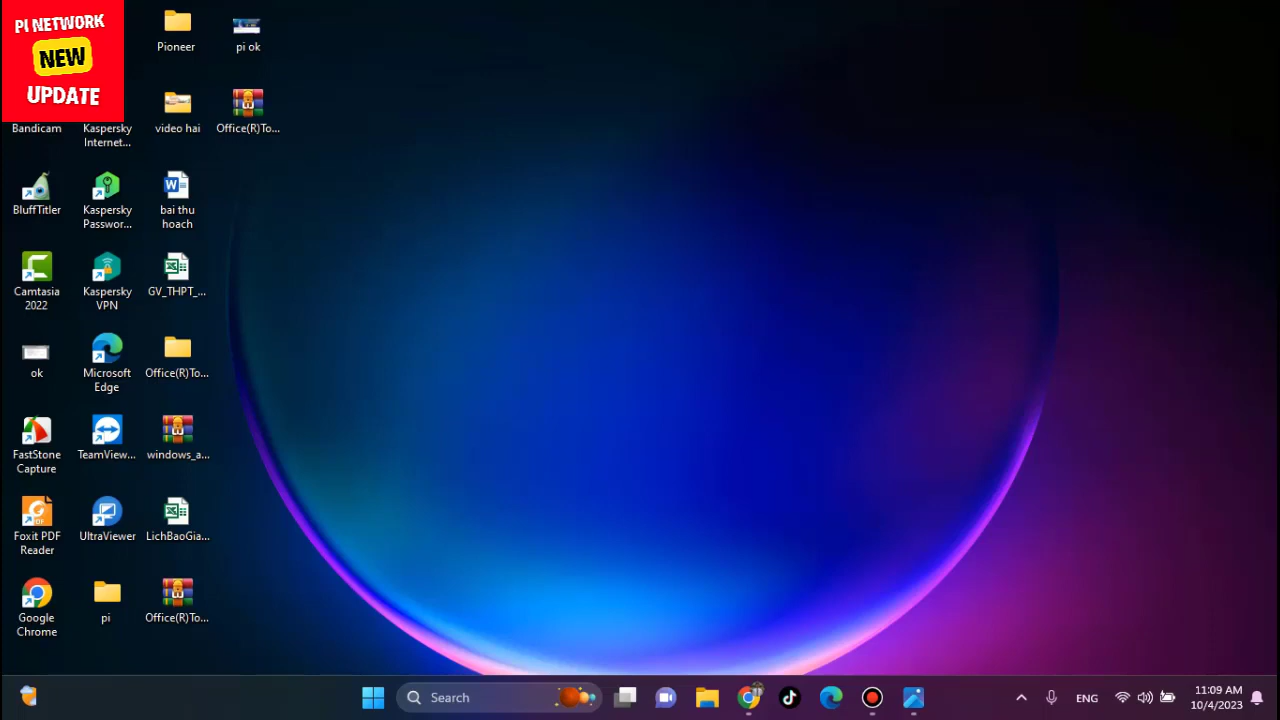 PI NETWORK
NEW
UPDATE
Bandicam
Kaspersky
Internet...
Pioneer
pi ok
video hai
Office(R)To...
BluffTitler
Kaspersky
Passwor...
bai thu
hoach
Camtasia
2022
Kaspersky
VPN
GV_THPT_...
ok
Microsoft
Edge
Office(R)To...
FastStone
Capture
TeamView...
windows_a...
Foxit PDF
Reader
UltraViewer
LichBaoGia...
Google
Chrome
pi
Office(R)To...
Search
ENG
11:09 AM
10/4/2023